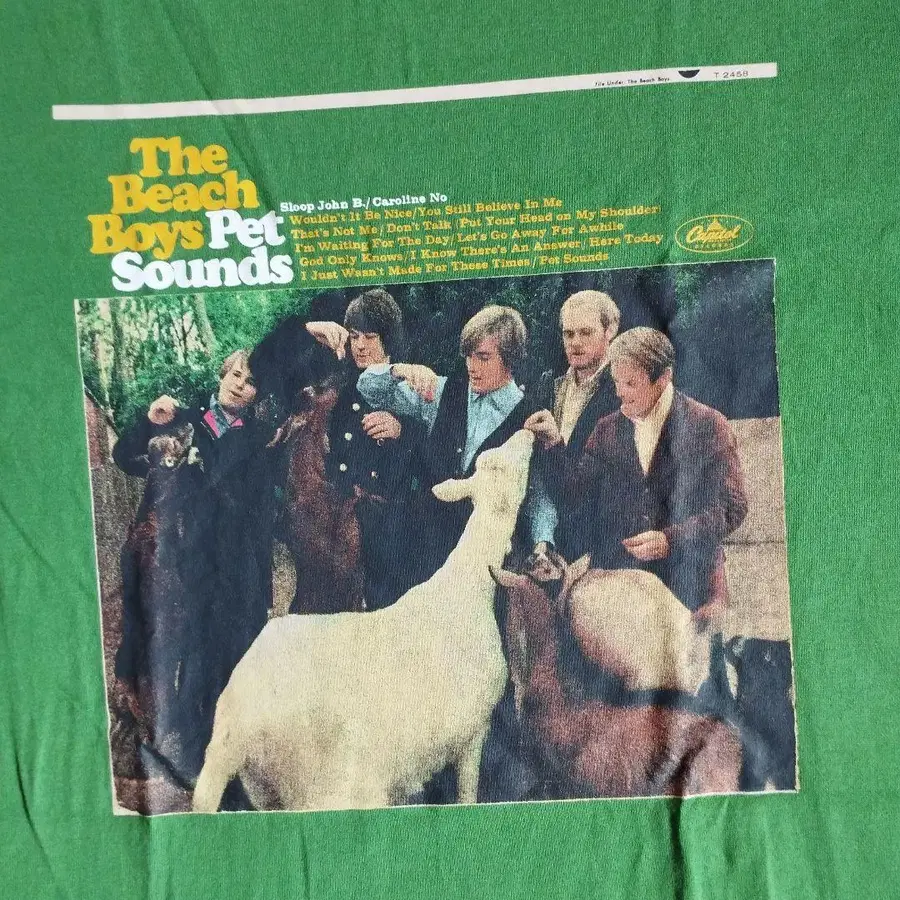 File Under: The Beach Boys T 2458
The
Beach
Boys Pet
Sounds
Sloop John B./Caroline No
Wouldn't It Be Nice/You Still Believe In Me
That's Not Me/Don't Talk/Put Your Head on My Shoulder
I'm Waiting For The Day/Let's Go Away For Awhile
God Only Knows/I Know There's An Answer/Here Today
I Just Wasn't Made For These Times/Pet Sounds
Capitol